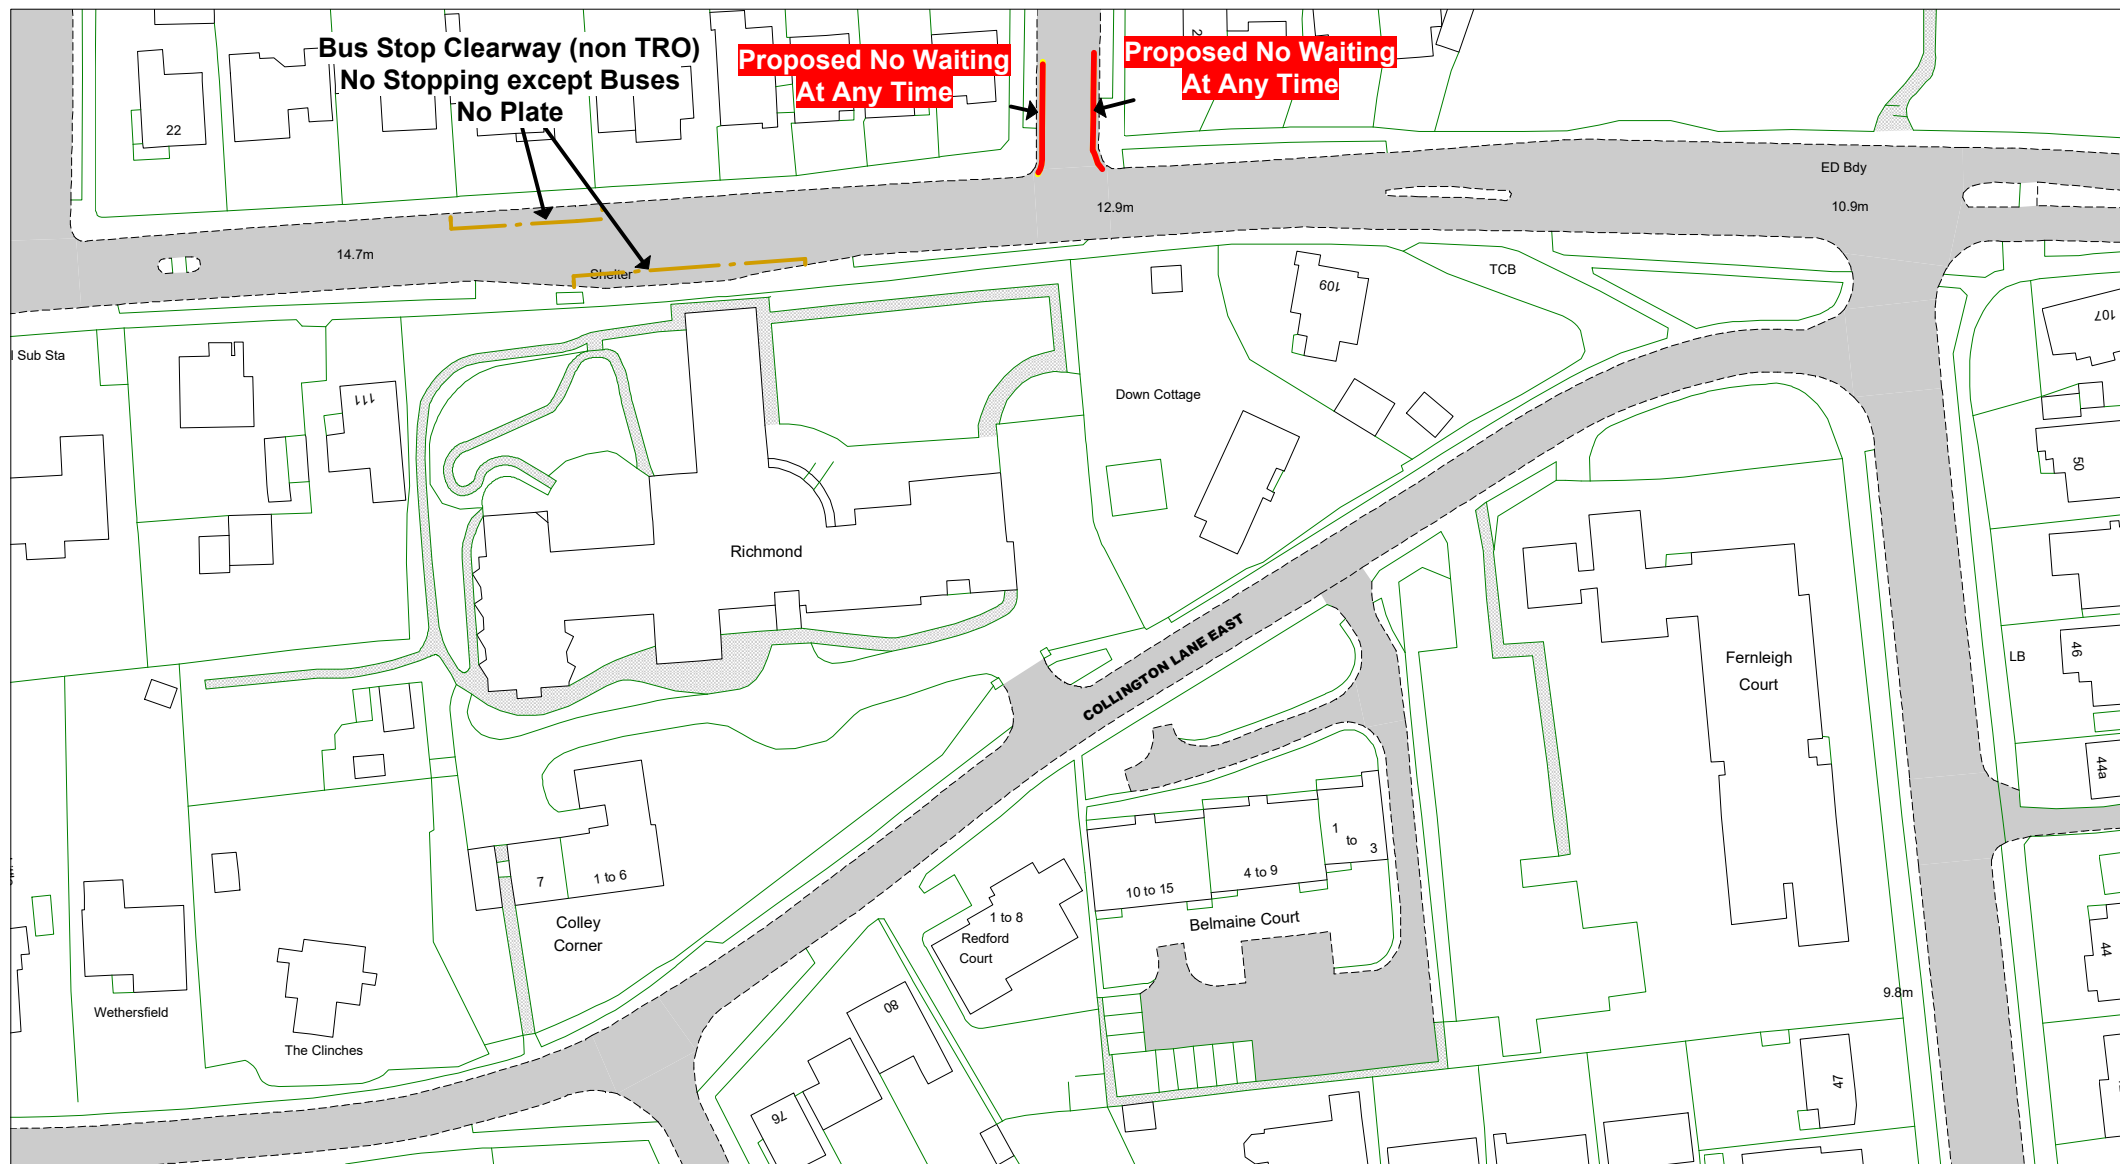 Bus Stop Clearway (non TRO)
No Stopping except Buses
No Plate
Proposed No Waiting
At Any Time
Proposed No Waiting
At Any Time
22
ED Bdy
12.9m
10.9m
14.7m
Shelter
TCB
109
107
l Sub Sta
111
Down Cottage
50
Richmond
COLLINGTON LANE EAST
Fernleigh
Court
LB
46
44a
1
to
3
4 to 9
10 to 15
7
1 to 6
Colley
Corner
1 to 8
Redford
Court
Belmaine Court
44
9.8m
Wethersfield
The Clinches
80
76
47